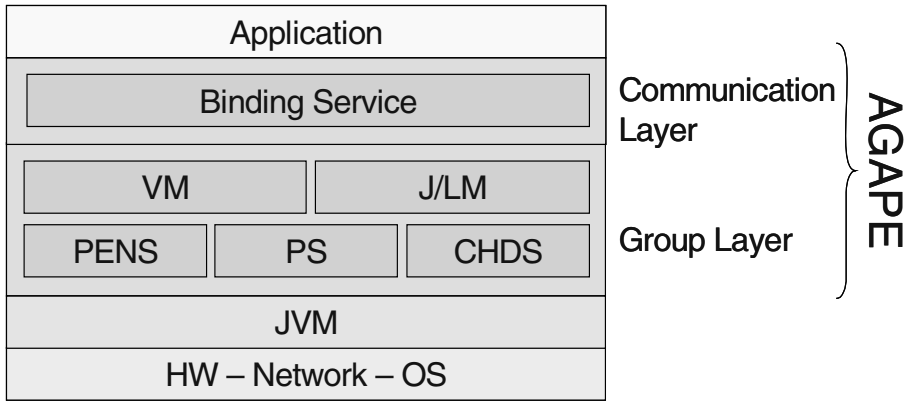 Application
Binding Service
Communication
Layer
VM
J/LM
PENS
PS
CHDS
Group Layer
JVM
HW – Network – OS
AGAPE